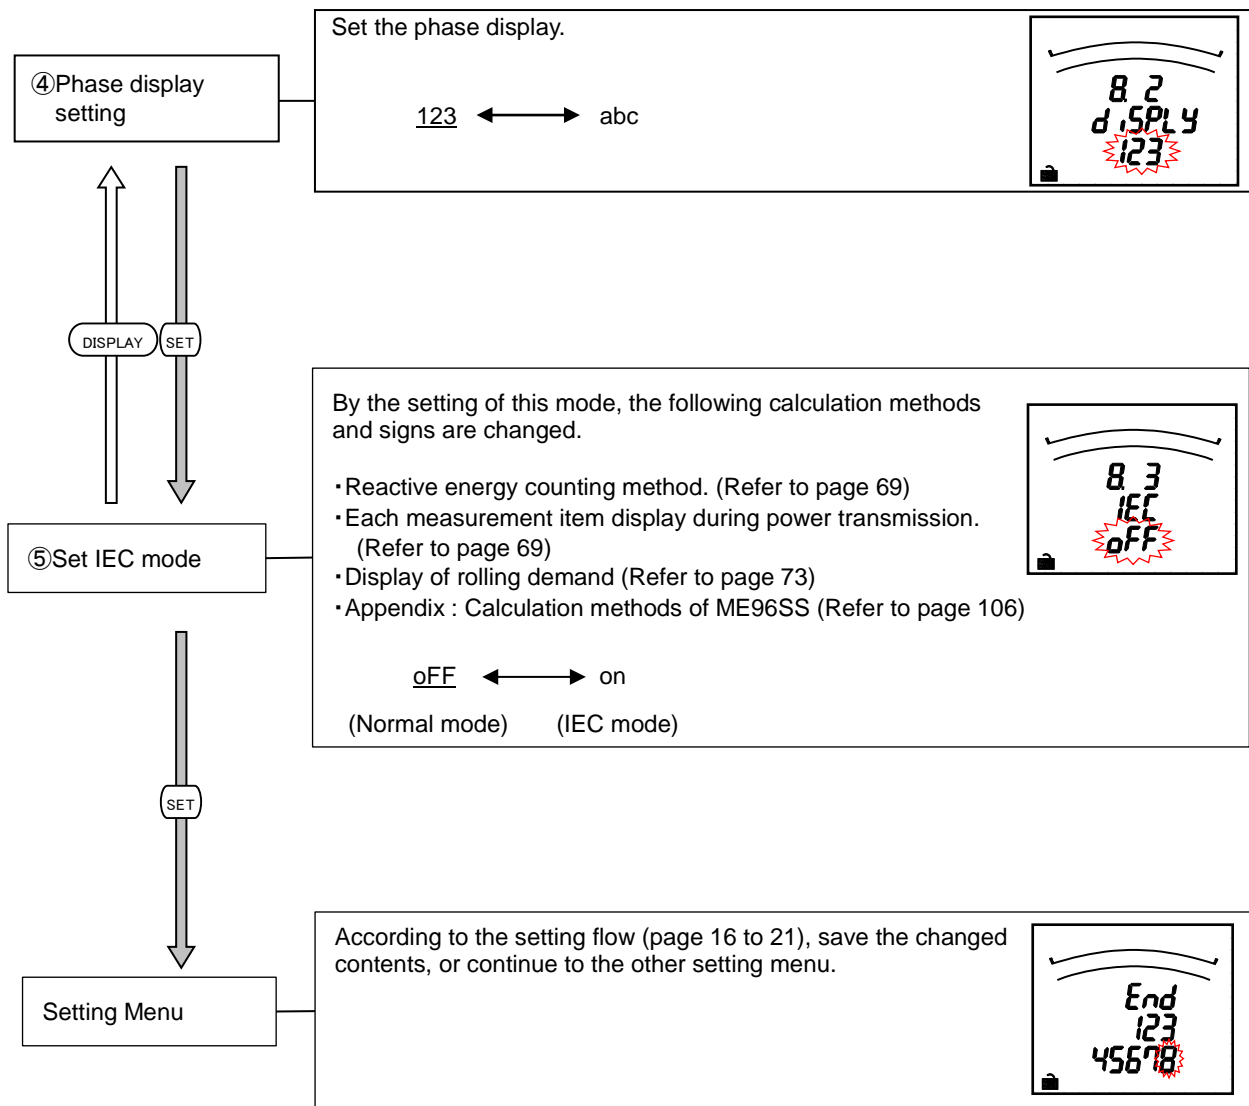 ④Phase display
setting
Set the phase display.
123 abc
8. 2
diSPLY
123
DISPLAY SET
⑤Set IEC mode
By the setting of this mode, the following calculation methods
and signs are changed.
・Reactive energy counting method. (Refer to page 69)
・Each measurement item display during power transmission.
(Refer to page 69)
・Display of rolling demand (Refer to page 73)
・Appendix : Calculation methods of ME96SS (Refer to page 106)
oFF on
(Normal mode) (IEC mode)
8. 3
IEC
oFF
SET
Setting Menu
According to the setting flow (page 16 to 21), save the changed
contents, or continue to the other setting menu.
End
123
45678